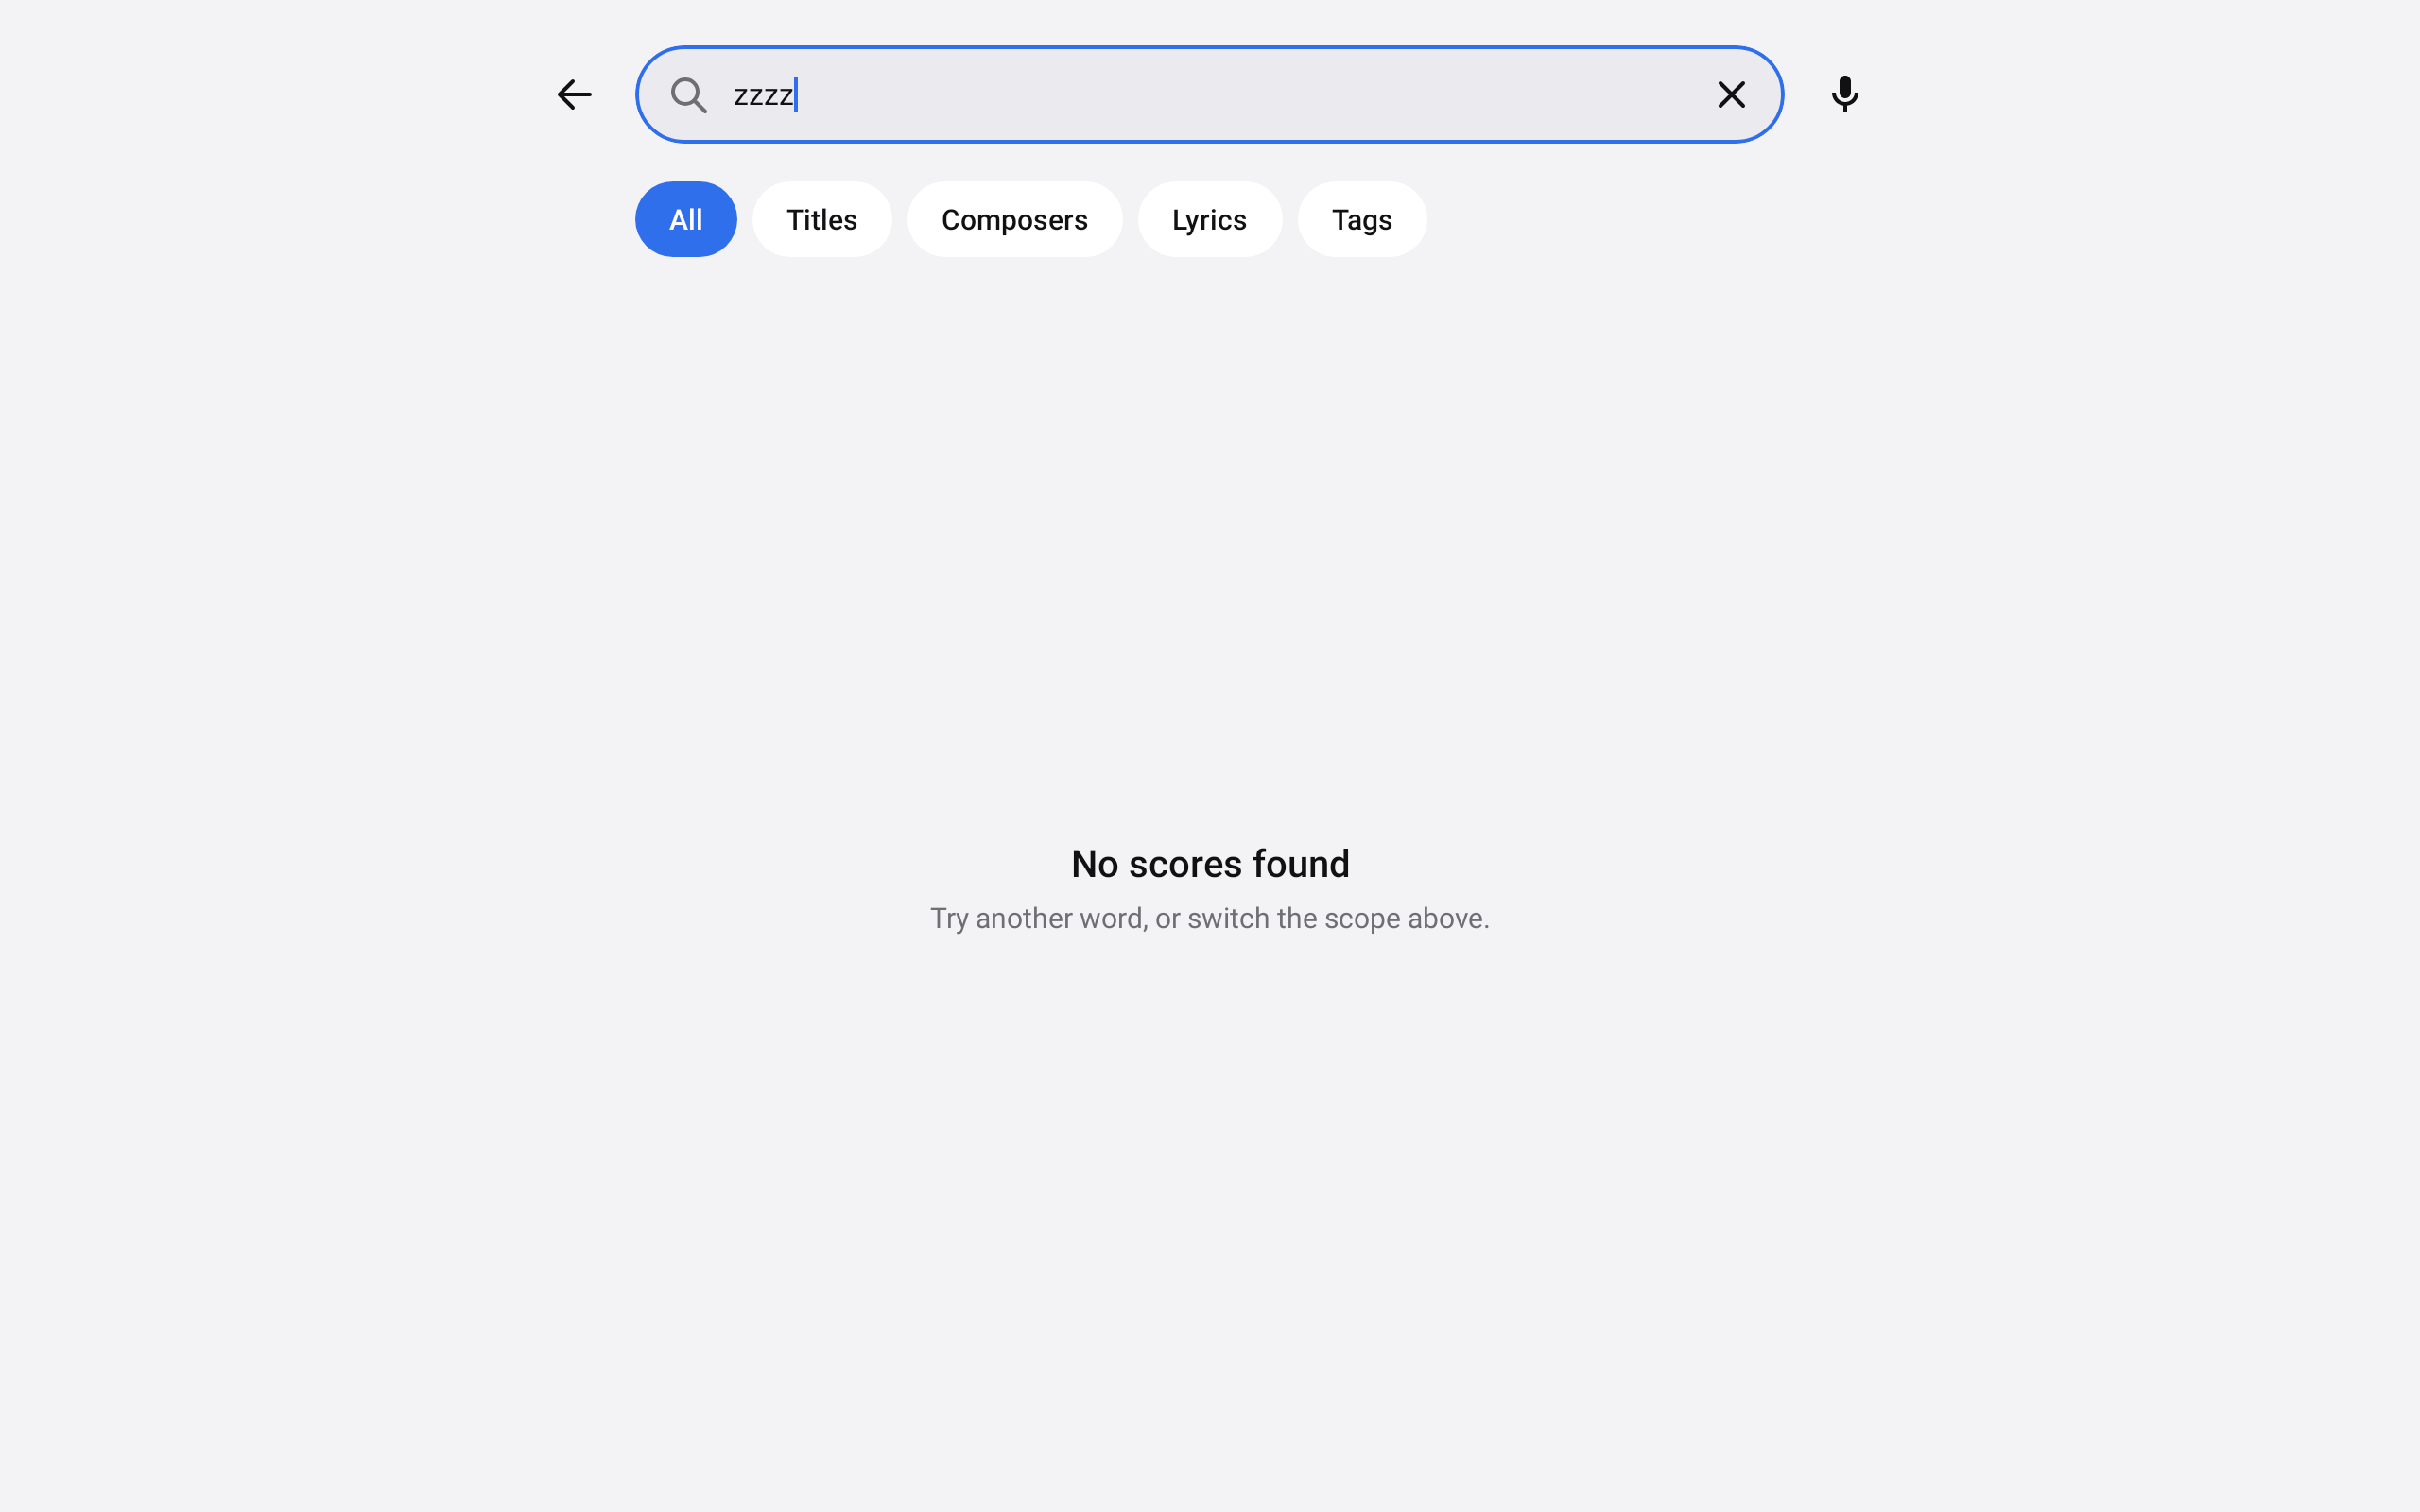 zzzz
All Titles Composers Lyrics Tags
No scores found
Try another word, or switch the scope above.